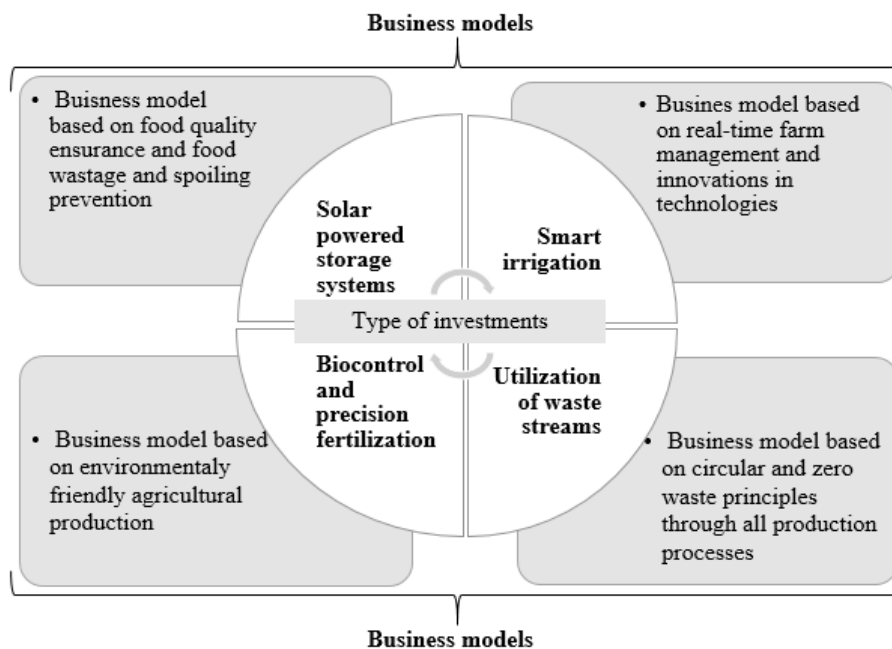 Business models
• Buisness model
based on food quality
ensurance and food
wastage and spoiling
prevention
• Busines model based
on real-time farm
management and
innovations in
technologies
Solar
powered
storage
systems
Smart
irrigation
Type of investments
Biocontrol
and
precision
fertilization
Utilization
of waste
streams
• Business model based
on environmentaly
friendly agricultural
production
• Business model based
on circular and zero
waste principles
through all production
processes
Business models